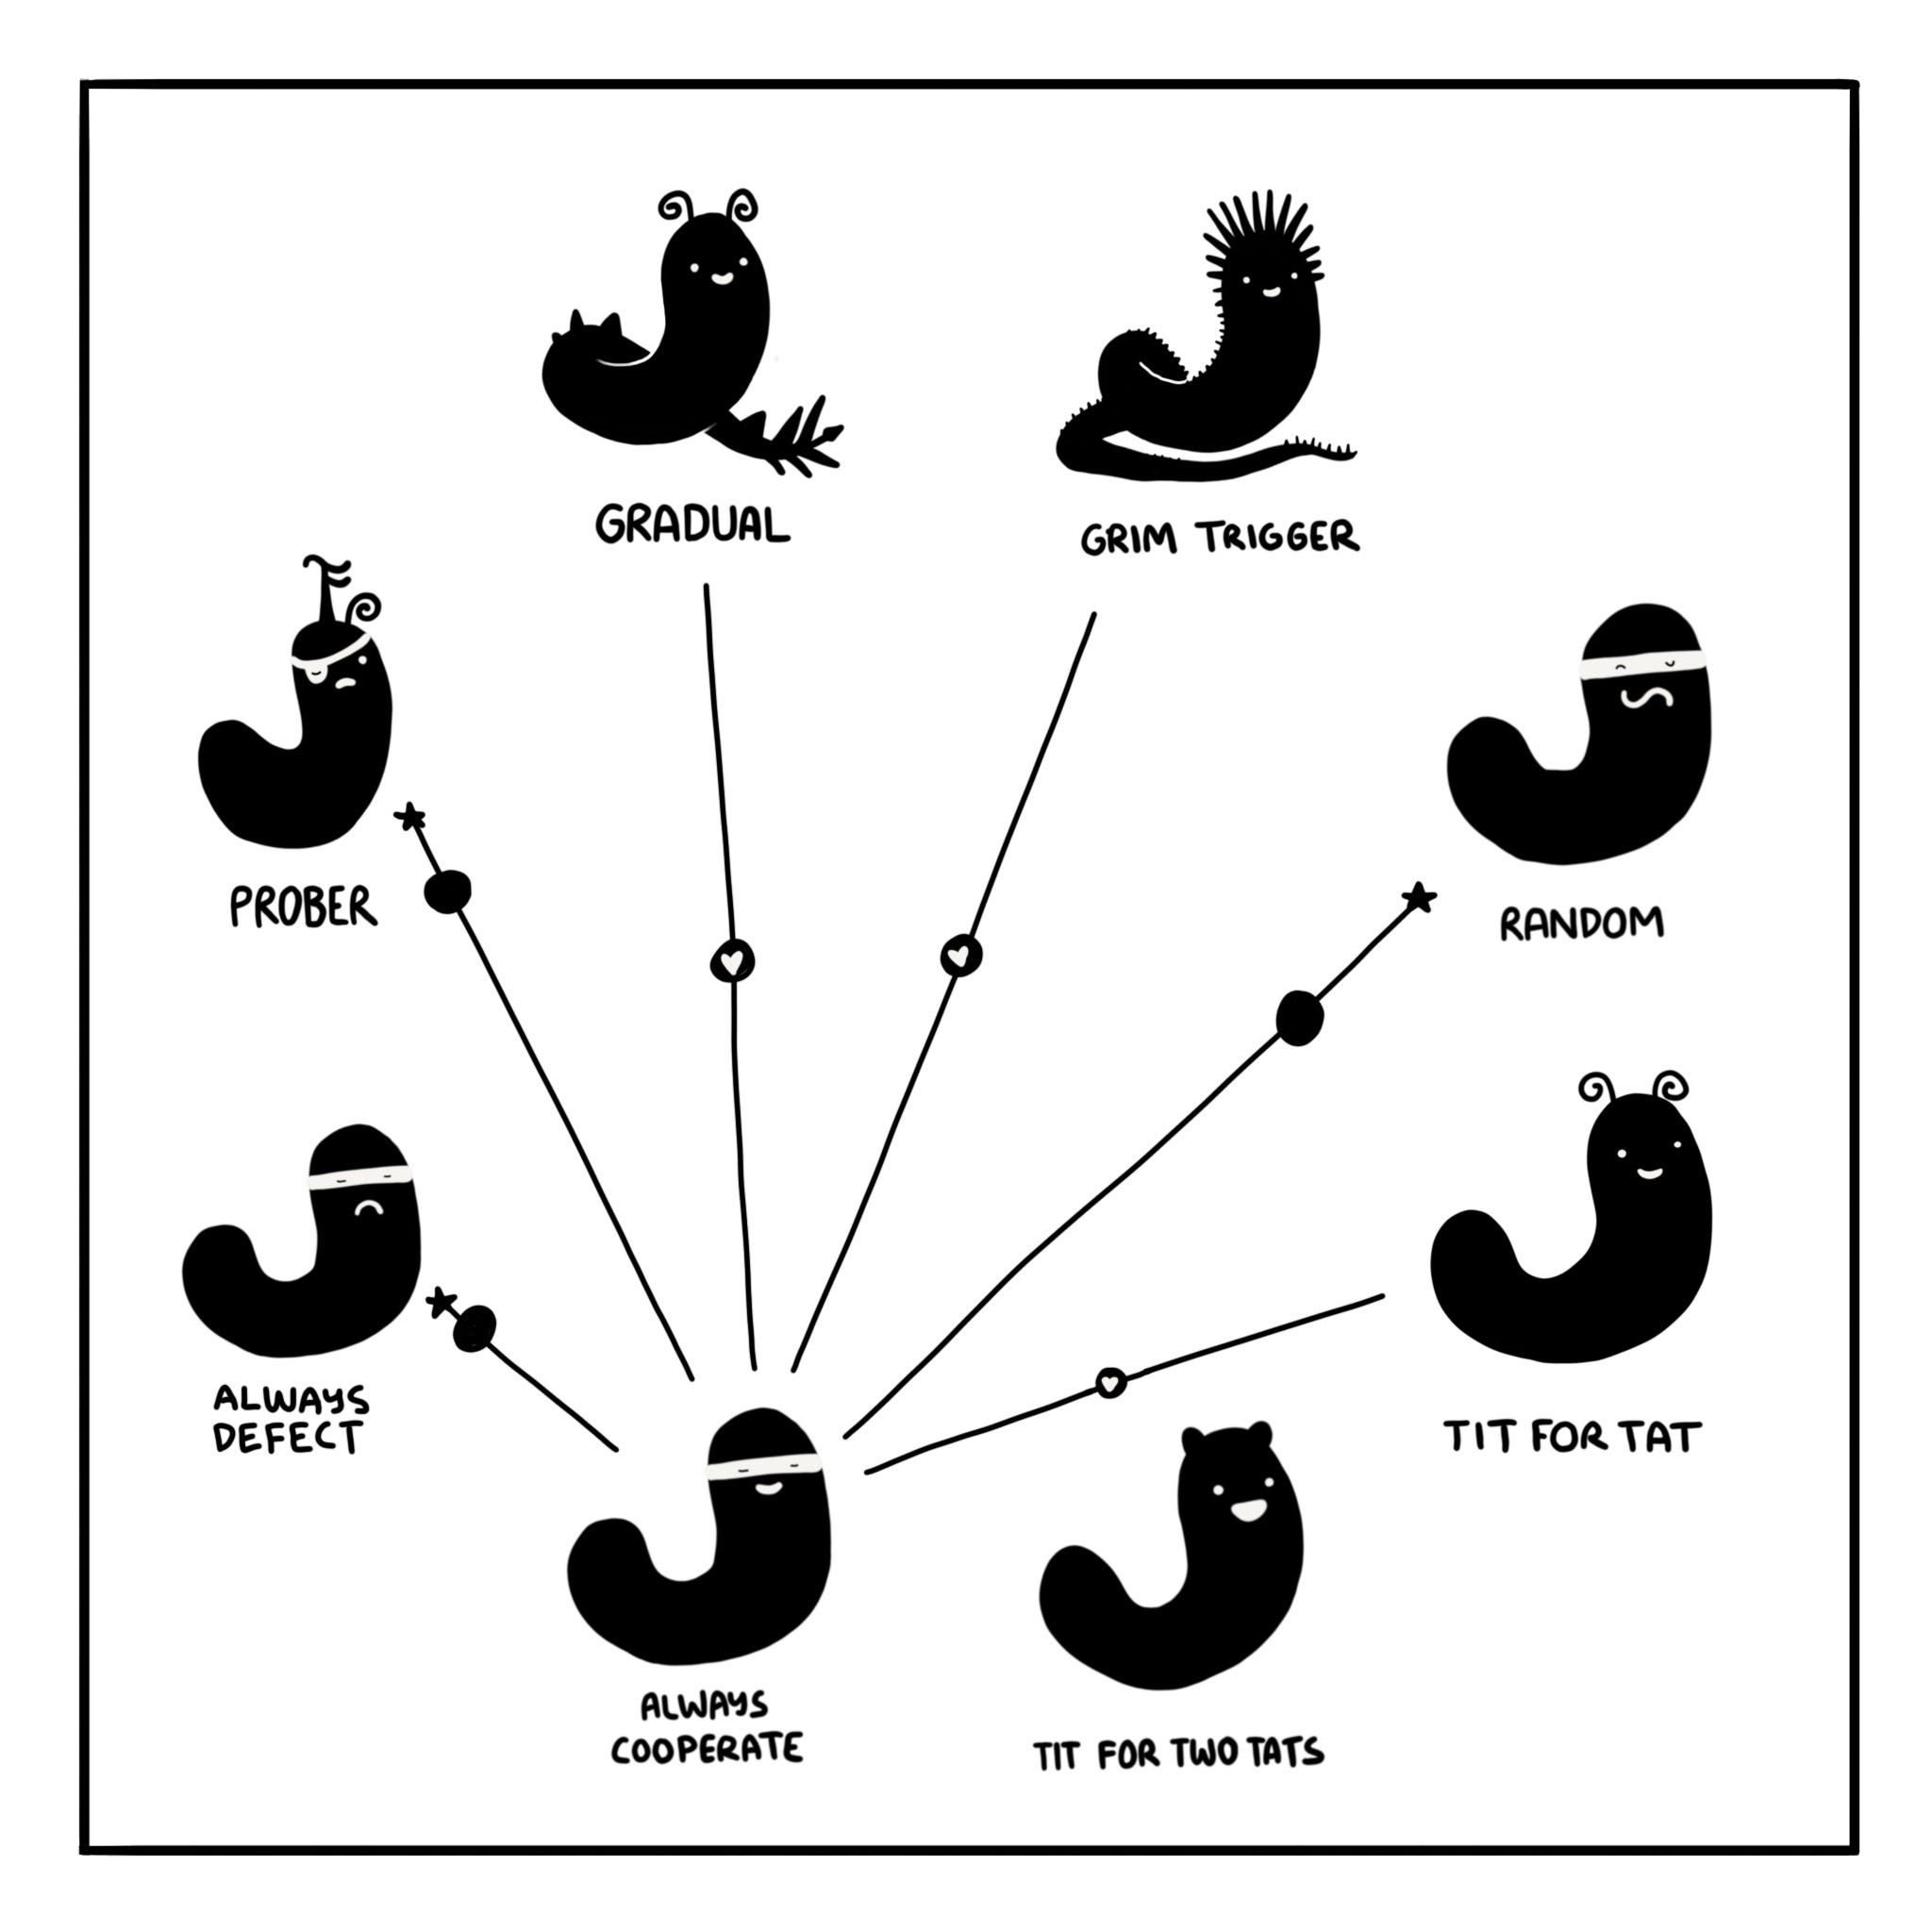 GRADUAL
GRIM TRIGGER
PROBER
RANDOM
ALWAYS
DEFECT
TIT FOR TAT
ALWAYS
COOPERATE
TIT FOR TWO TATS